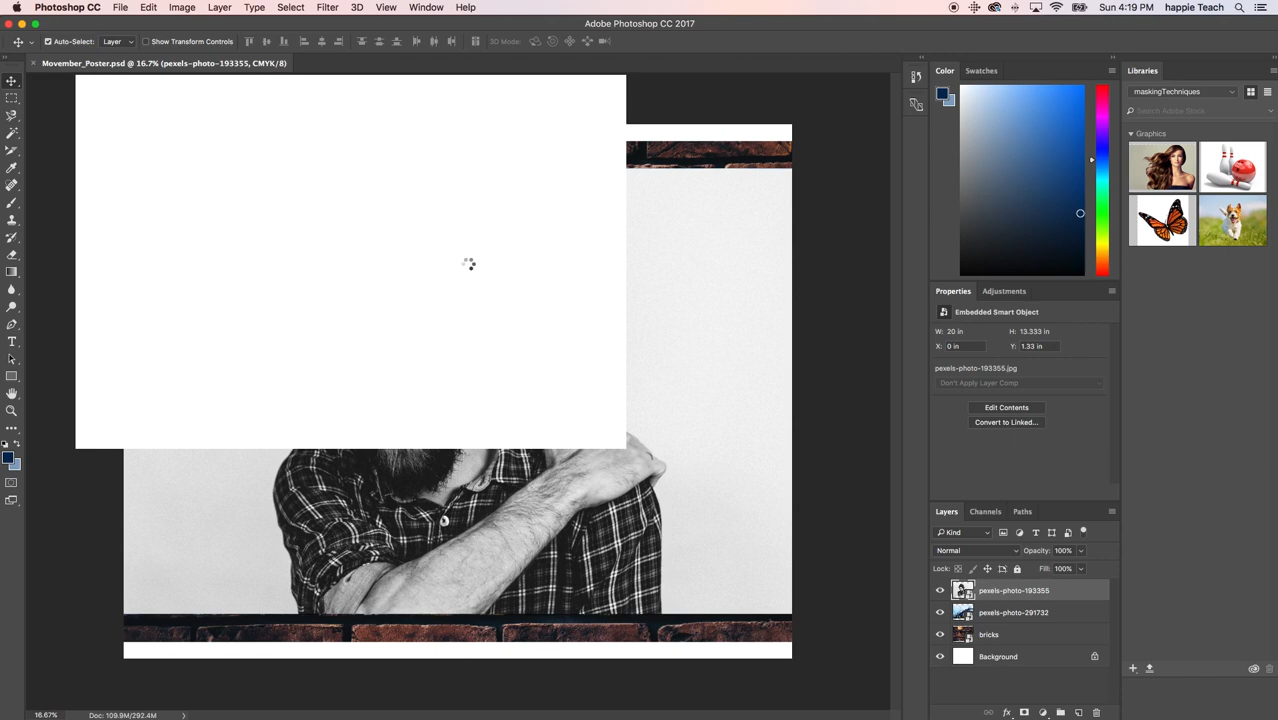 Photoshop CC File Edit Image Layer Type Select Filter 3D View Window Help Sun 4:19 PM happie Teach
Adobe Photoshop CC 2017
Auto-Select: Layer Show Transform Controls 3D Mode:
Movember_Poster.psd @ 16.7% (pexels-photo-193355, CMYK/8)
Color Swatches
Libraries
maskingTechniques
Search Adobe Stock
Graphics
Properties Adjustments
Embedded Smart Object
W: 20 in H: 13.333 in
X: 0 in Y: 1.33 in
pexels-photo-193355.jpg
Don't Apply Layer Comp
Edit Contents
Convert to Linked...
Layers Channels Paths
Kind
Normal Opacity: 100%
Lock: Fill: 100%
pexels-photo-193355
pexels-photo-291732
bricks
Background
16.67% Doc: 109.9M/292.4M